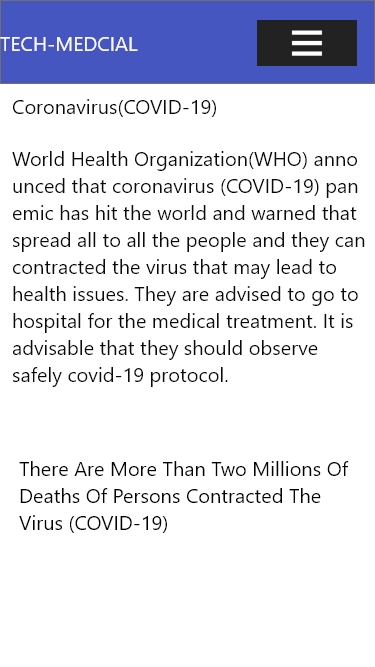 TECH-MEDCIAL
Coronavirus(COVID-19)
World Health Organization(WHO) anno
unced that coronavirus (COVID-19) pan
emic has hit the world and warned that
spread all to all the people and they can
contracted the virus that may lead to
health issues. They are advised to go to
hospital for the medical treatment. It is
advisable that they should observe
safely covid-19 protocol.
There Are More Than Two Millions Of
Deaths Of Persons Contracted The
Virus (COVID-19)